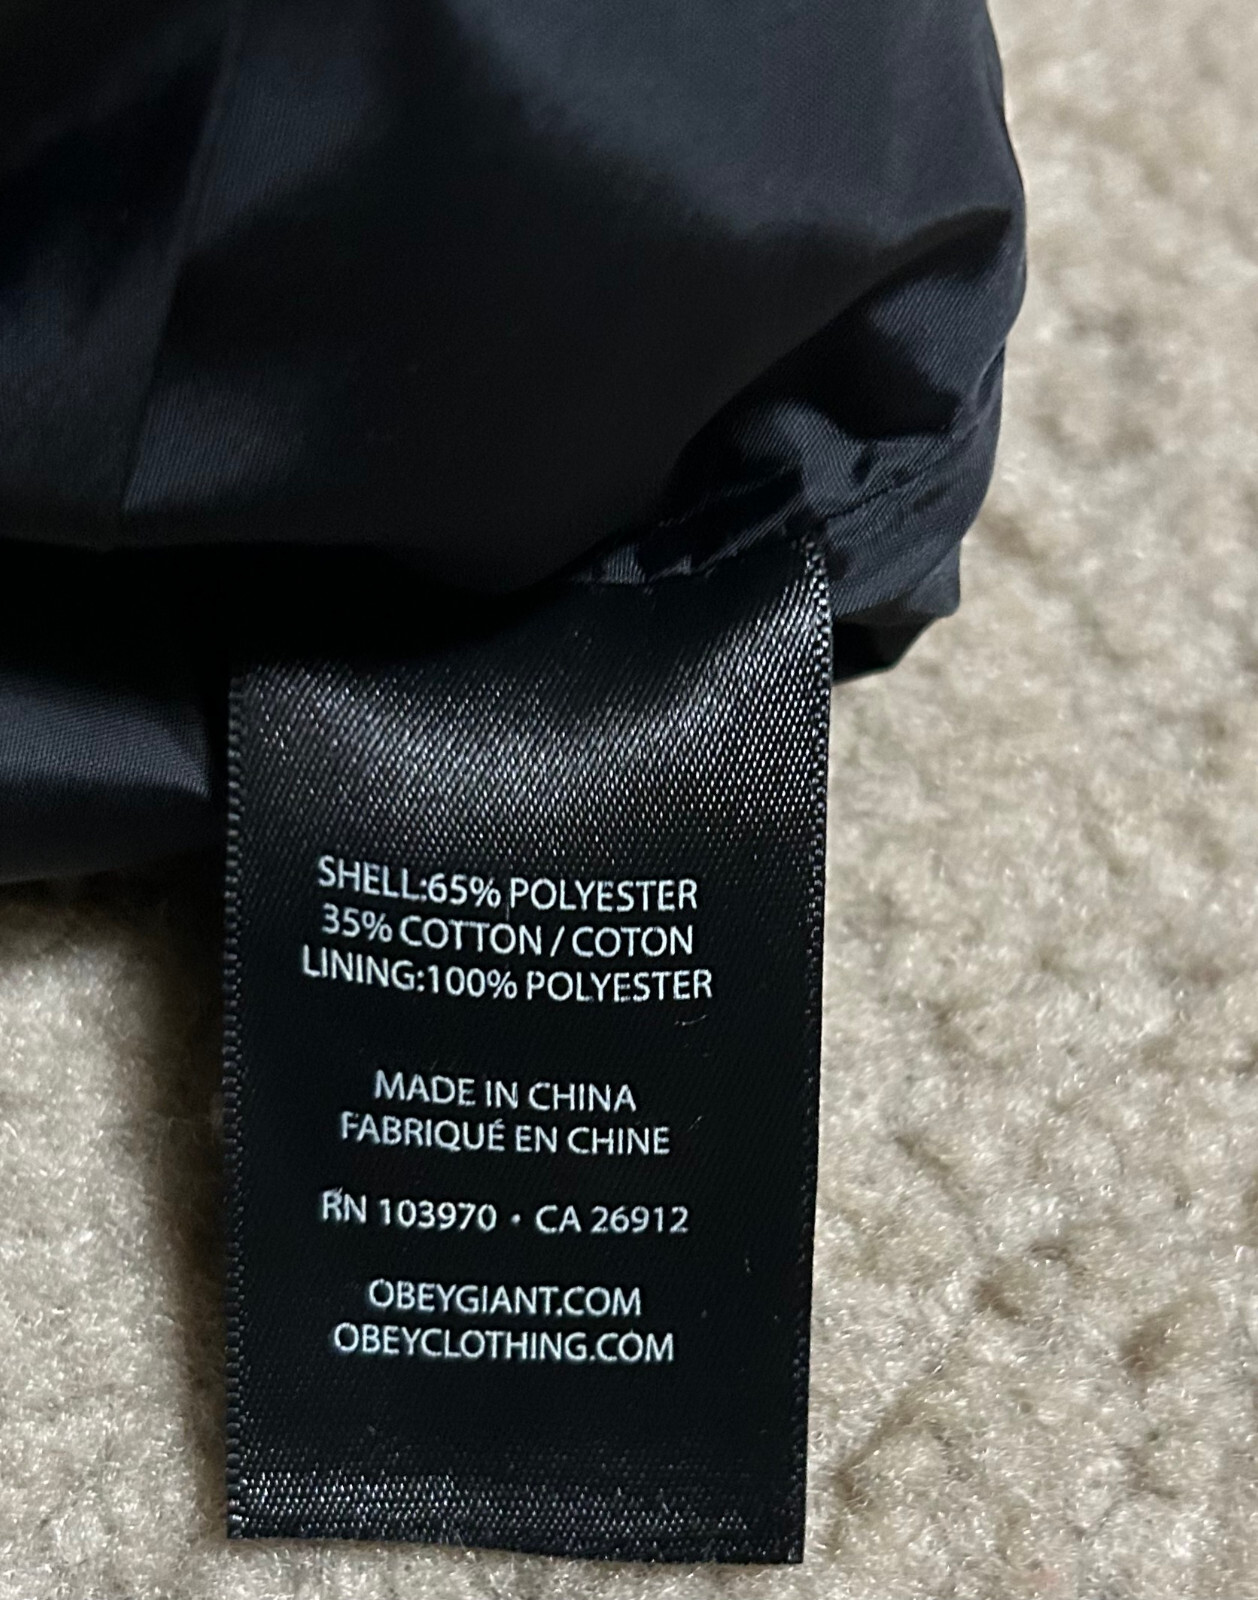 SHELL:65% POLYESTER
35% COTTON / COTON
LINING:100% POLYESTER
MADE IN CHINA
FABRIQUÉ EN CHINE
RN 103970 • CA 26912
OBEYGIANT.COM
OBEYCLOTHING.COM